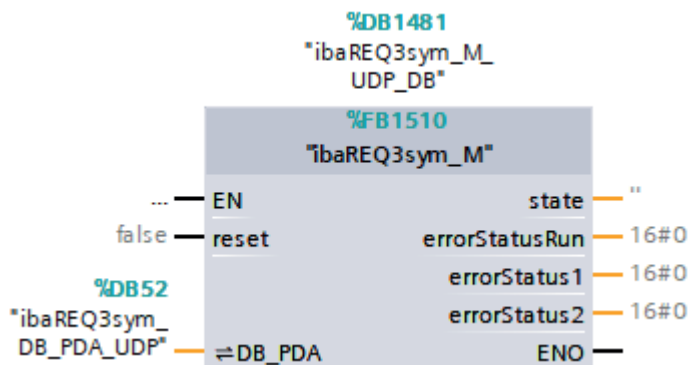 %DB1481
"ibaREQ3sym_M_
UDP_DB"
%FB1510
"ibaREQ3sym_M"
... EN state ''
false reset errorStatusRun 16#0
errorStatus1 16#0
%DB52
errorStatus2 16#0
"ibaREQ3sym_
DB_PDA_UDP" ⇌DB_PDA ENO